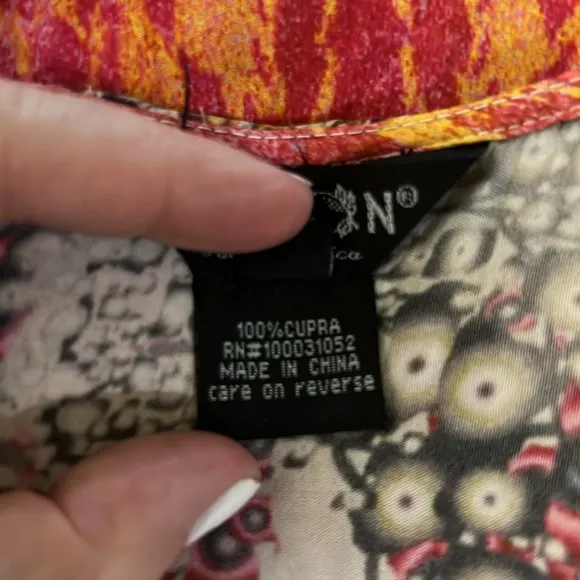 N®
100%CUPRA
RN#100031052
MADE IN CHINA
care on reverse